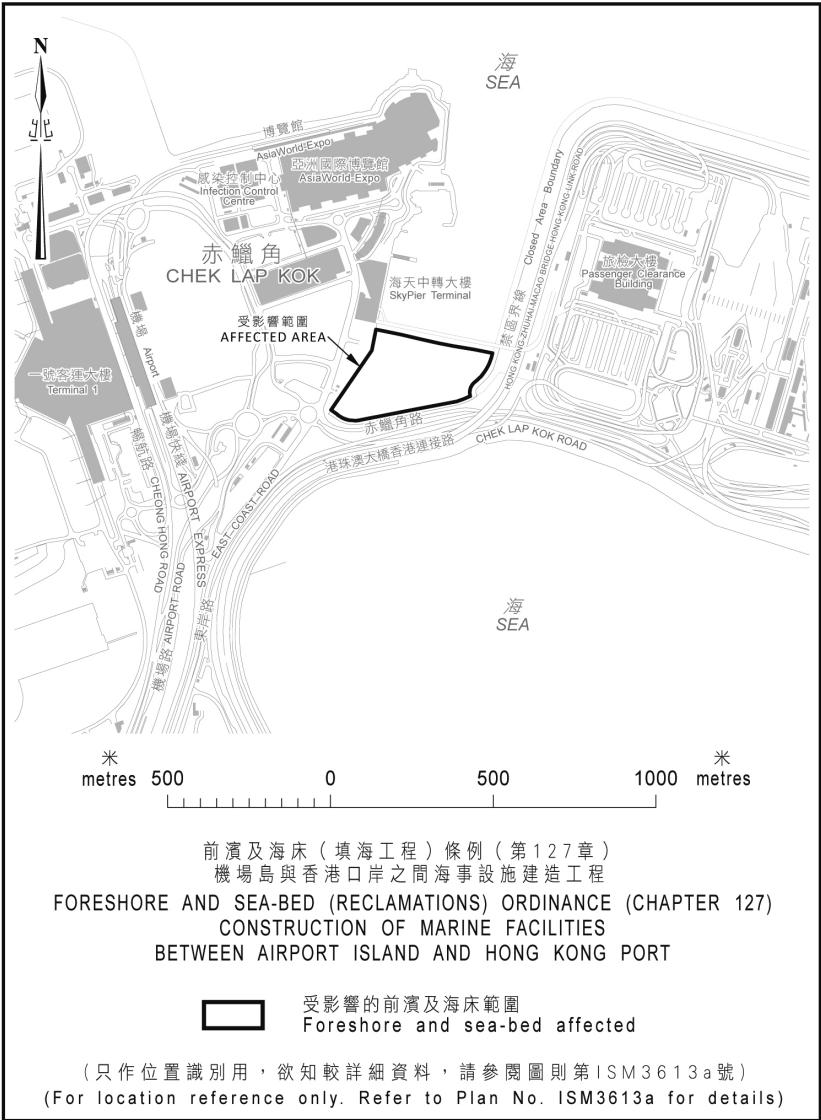 N
北
海
SEA
博覽館
AsiaWorld-Expo
亞洲國際博覽館
AsiaWorld-Expo
感染控制中心
Infection Control
Centre
赤鱲角
CHEK LAP KOK
海天中轉大樓
SkyPier Terminal
禁區界線 Closed Area Boundary
HONG KONG-ZHUHAI-MACAO BRIDGE HONG KONG LINK ROAD
旅檢大樓
Passenger Clearance
Building
受影響範圍
AFFECTED AREA
一號客運大樓
Terminal 1
機場 Airport
機場快綫 AIRPORT EXPRESS
暢航路 CHEONG HONG ROAD
赤鱲角路
CHEK LAP KOK ROAD
港珠澳大橋香港連接路
東岸路 EAST COAST ROAD
機場路 AIRPORT ROAD
海
SEA
米
metres 500 0 500 1000 米
metres
前濱及海床（填海工程）條例（第127章）
機場島與香港口岸之間海事設施建造工程
FORESHORE AND SEA-BED (RECLAMATIONS) ORDINANCE (CHAPTER 127)
CONSTRUCTION OF MARINE FACILITIES
BETWEEN AIRPORT ISLAND AND HONG KONG PORT
受影響的前濱及海床範圍
Foreshore and sea-bed affected
（只作位置識別用，欲知較詳細資料，請參閱圖則第ISM3613a號）
(For location reference only. Refer to Plan No. ISM3613a for details)